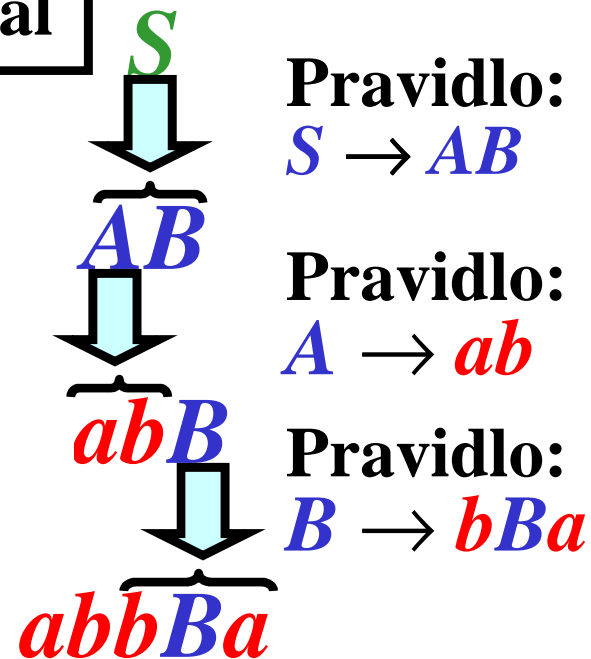 al
S
Pravidlo:
S → AB
AB
Pravidlo:
A → ab
abB
Pravidlo:
B → bBa
abbBa